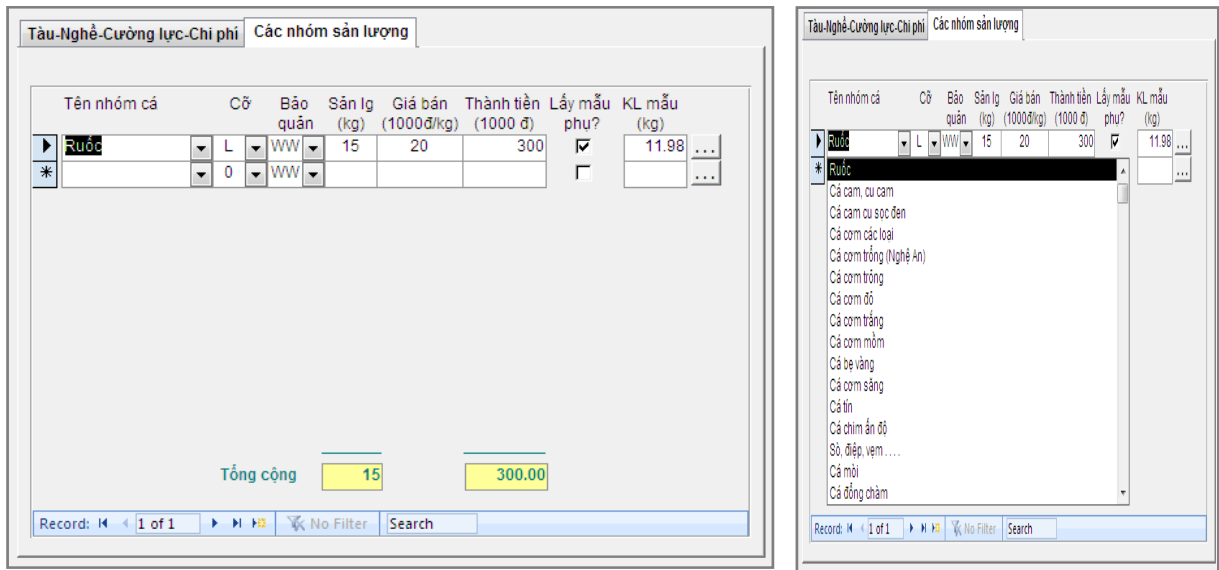 Tàu-Nghề-Cường lực-Chi phí Các nhóm sản lượng
Tên nhóm cá Cỡ Bảo quản Sản lg (kg) Giá bán (1000đ/kg) Thành tiền (1000 đ) Lấy mẫu phụ? KL mẫu (kg)
Ruốc L WW 15 20 300 11.98 ...
0 WW ...
Tổng cộng 15 300.00
Record: 1 of 1 No Filter Search
Tàu-Nghề-Cường lực-Chi phí Các nhóm sản lượng
Tên nhóm cá Cỡ Bảo quản Sản lg (kg) Giá bán (1000đ/kg) Thành tiền (1000 đ) Lấy mẫu phụ? KL mẫu (kg)
Ruốc L WW 15 20 300 11.98 ...
Ruốc ...
Cá cam, cu cam
Cá cam cu sọc đen
Cá cơm các loại
Cá cơm trổng (Nghệ An)
Cá cơm trỏng
Cá cơm đỏ
Cá cơm trắng
Cá cơm mồm
Cá bẹ vàng
Cá cơm săng
Cá tín
Cá chim ấn độ
Sò, điệp, vẹm . . . .
Cá mòi
Cá đổng chàm
Record: 1 of 1 No Filter Search